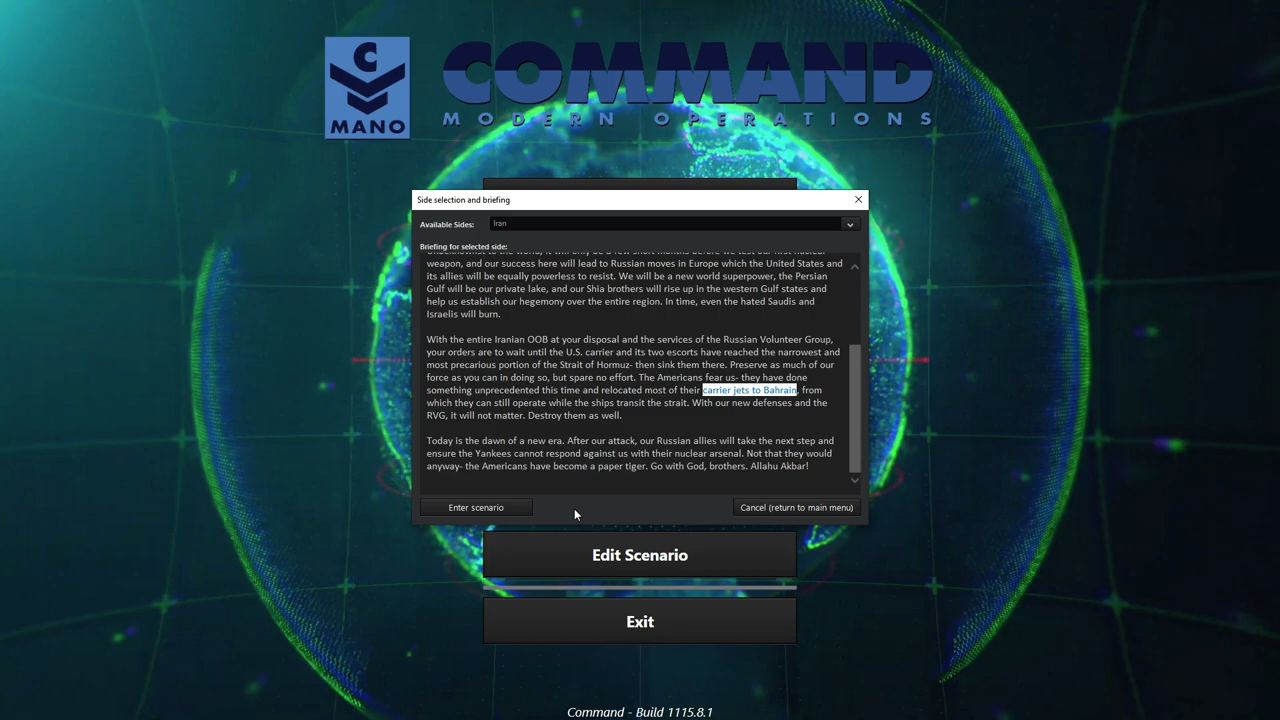 C
MANO
COMMAND
MODERN OPERATIONS
Side selection and briefing
Available Sides:
Iran
Briefing for selected side:
weapon, and our success here will lead to Russian moves in Europe which the United States and
its allies will be equally powerless to resist. We will be a new world superpower, the Persian
Gulf will be our private lake, and our Shia brothers will rise up in the western Gulf states and
help us establish our hegemony over the entire region. In time, even the hated Saudis and
Israelis will burn.
With the entire Iranian OOB at your disposal and the services of the Russian Volunteer Group,
your orders are to wait until the U.S. carrier and its two escorts have reached the narrowest and
most precarious portion of the Strait of Hormuz- then sink them there. Preserve as much of our
force as you can in doing so, but spare no effort. The Americans fear us- they have done
something unprecedented this time and relocated most of their carrier jets to Bahrain, from
which they can still operate while the ships transit the strait. With our new defenses and the
RVG, it will not matter. Destroy them as well.
Today is the dawn of a new era. After our attack, our Russian allies will take the next step and
ensure the Yankees cannot respond against us with their nuclear arsenal. Not that they would
anyway- the Americans have become a paper tiger. Go with God, brothers. Allahu Akbar!
Enter scenario
Cancel (return to main menu)
Edit Scenario
Exit
Command - Build 1115.8.1